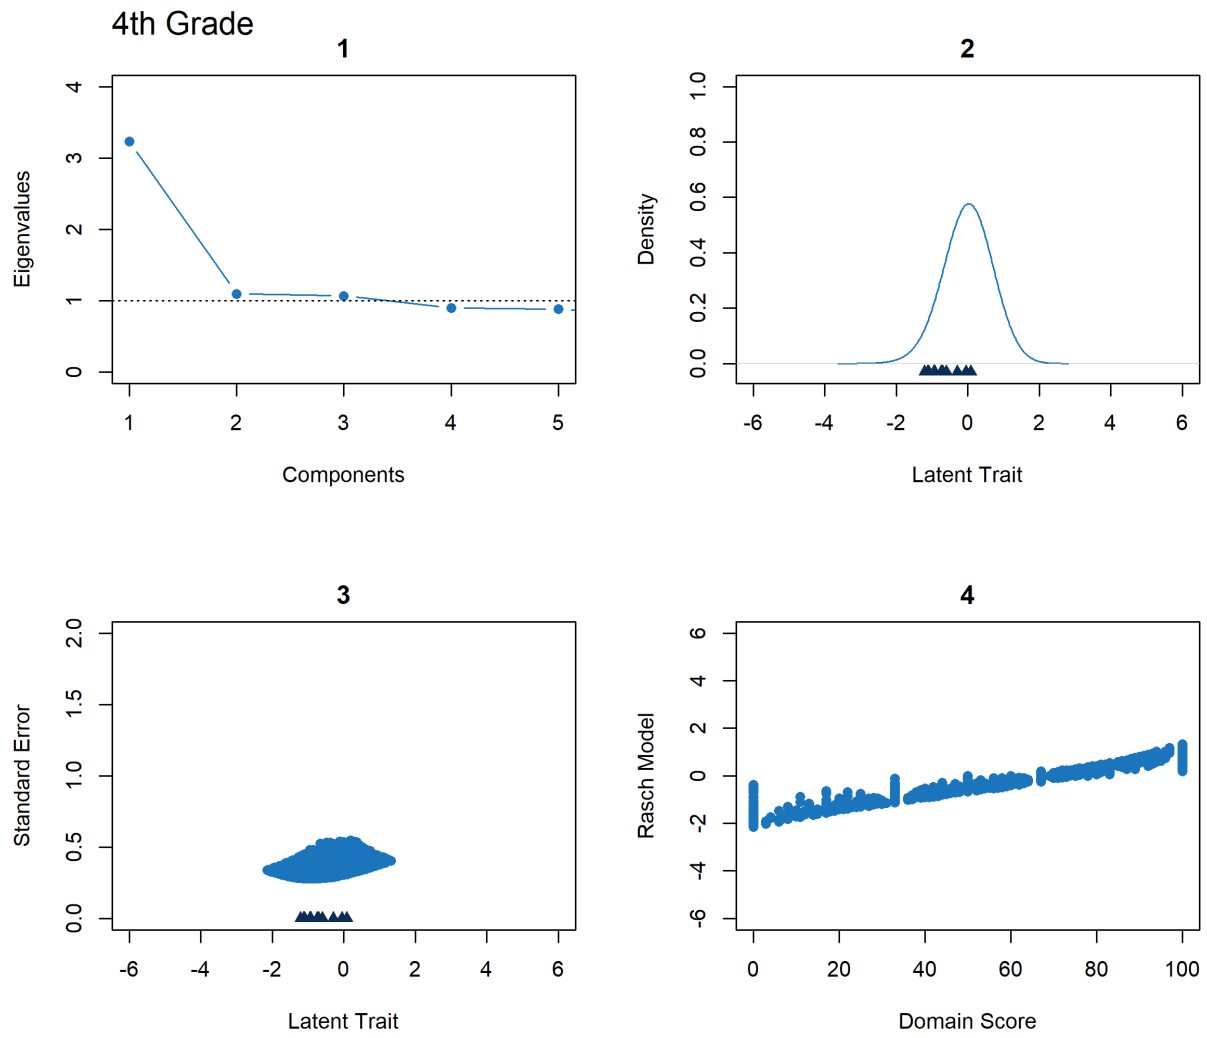 4th Grade
1
Eigenvalues
4
3
2
1
0
1 2 3 4 5
Components
2
Density
1.0
0.8
0.6
0.4
0.2
0.0
-6 -4 -2 0 2 4 6
Latent Trait
3
Standard Error
2.0
1.5
1.0
0.5
0.0
-6 -4 -2 0 2 4 6
Latent Trait
4
Rasch Model
6
4
2
0
-2
-4
-6
0 20 40 60 80 100
Domain Score